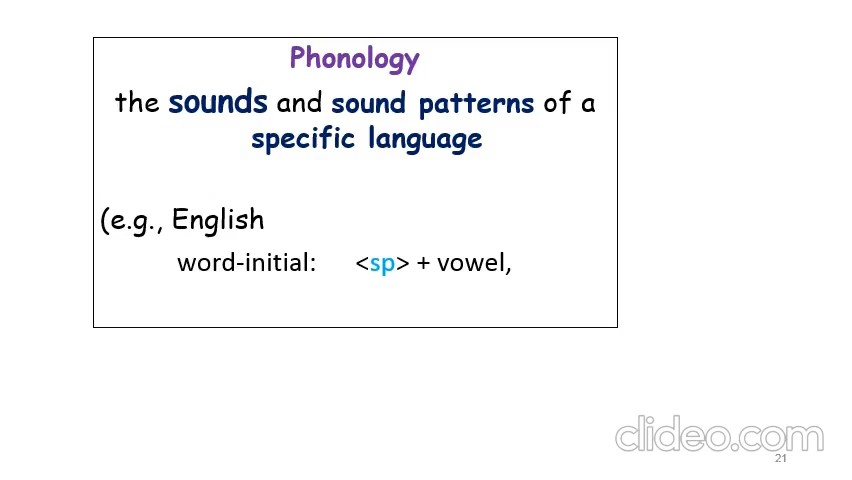 Phonology
the sounds and sound patterns of a
specific language
(e.g., English
word-initial: <sp> + vowel,
clideo.com
21